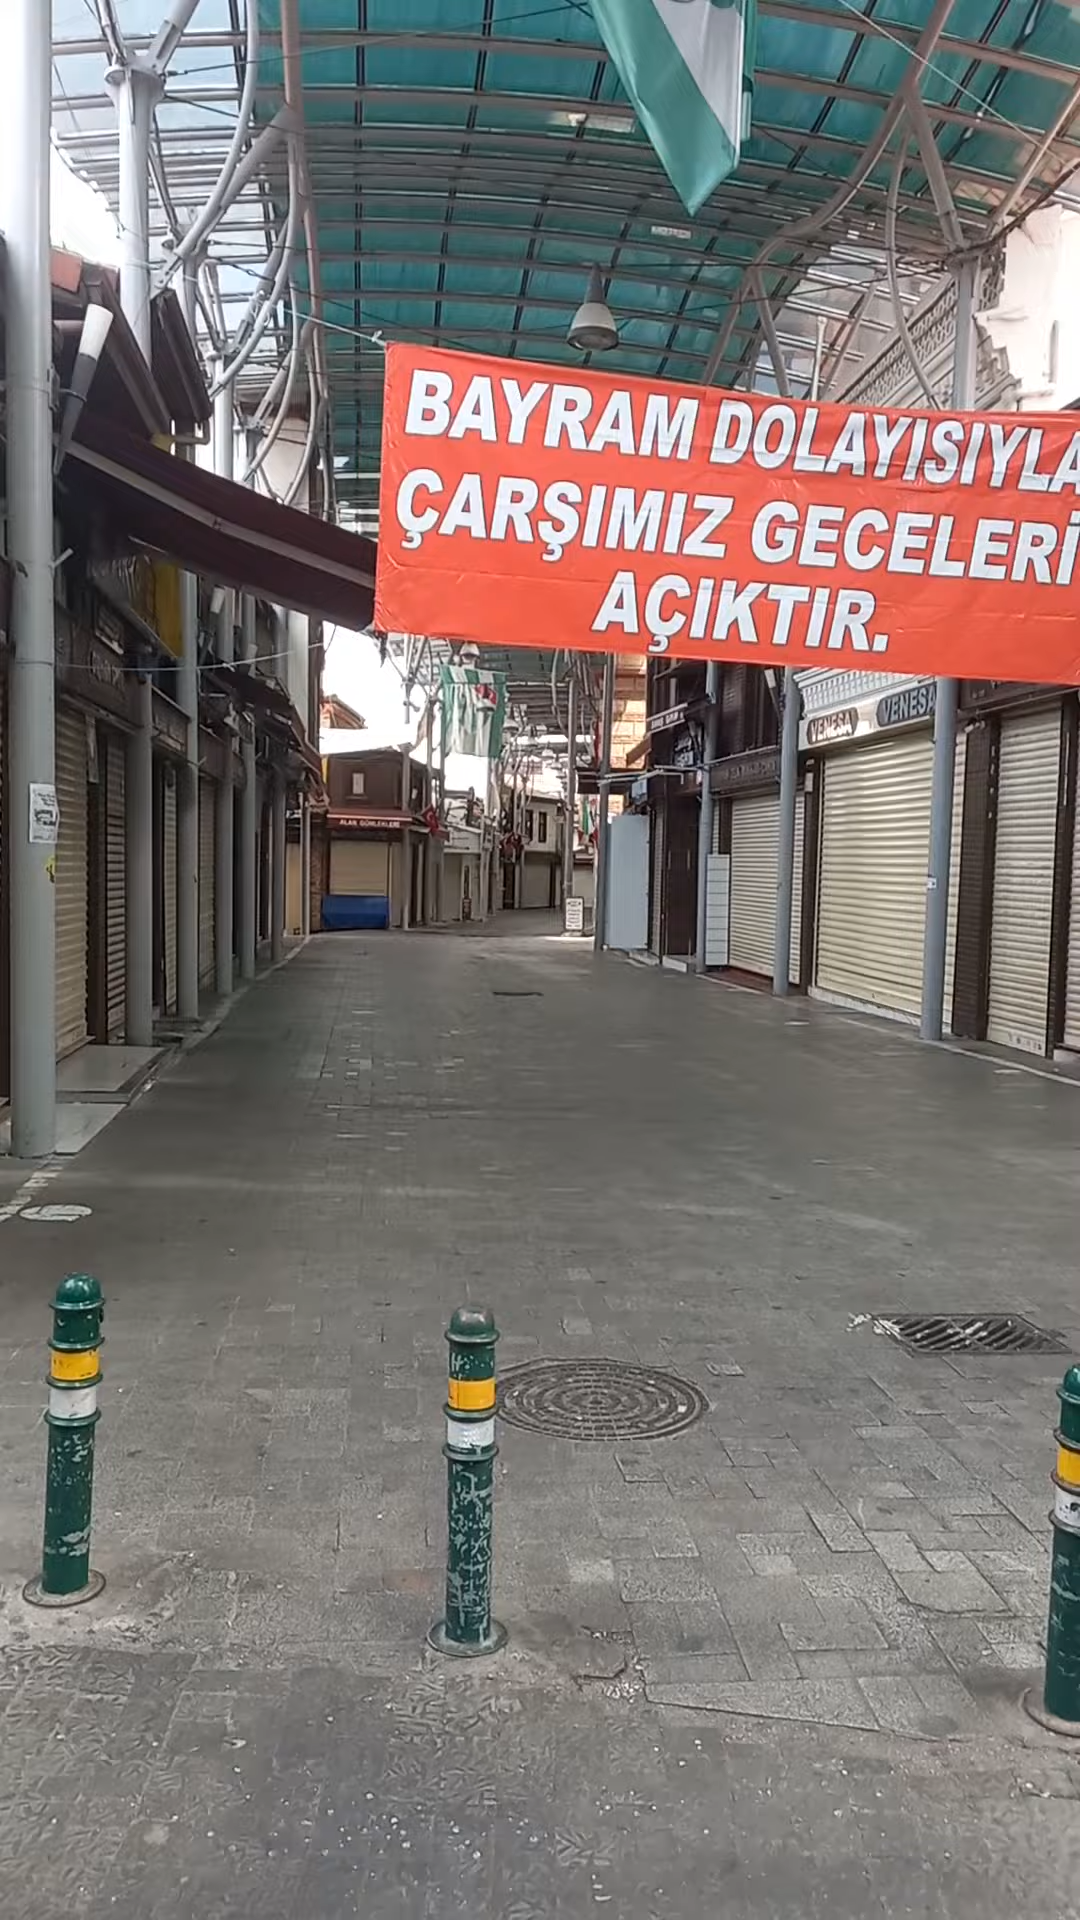 BAYRAM DOLAYISIYLA
ÇARŞIMIZ GECELERİ
AÇIKTIR.
VENESA
VENESA
ALAN GÖMLEKLERİ